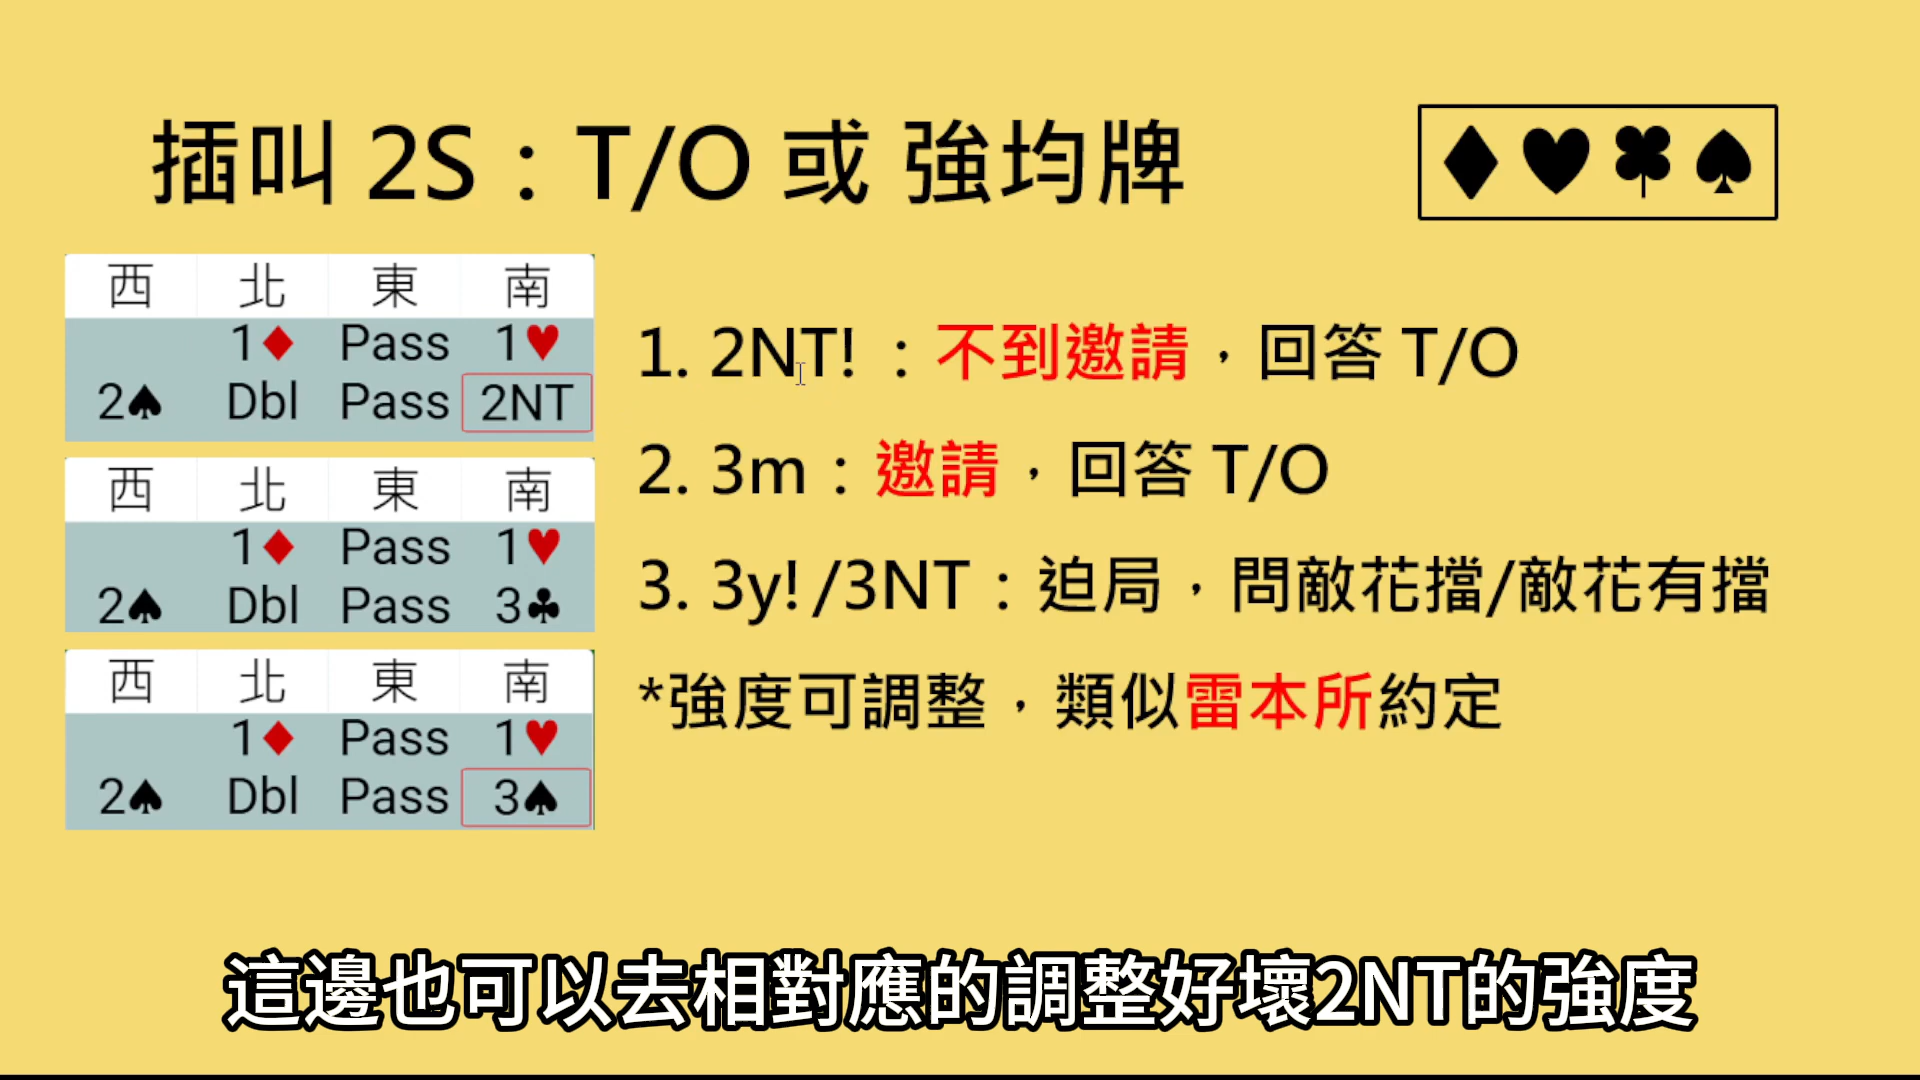 插叫 2S：T/O 或 強均牌
♦♥♣♠
西 北 東 南
1♦ Pass 1♥
2♠ Dbl Pass 2NT
西 北 東 南
1♦ Pass 1♥
2♠ Dbl Pass 3♣
西 北 東 南
1♦ Pass 1♥
2♠ Dbl Pass 3♠
1. 2NT!：不到邀請，回答 T/O
2. 3m：邀請，回答 T/O
3. 3y! /3NT：迫局，問敵花擋/敵花有擋
*強度可調整，類似雷本所約定
這邊也可以去相對應的調整好壞2NT的強度